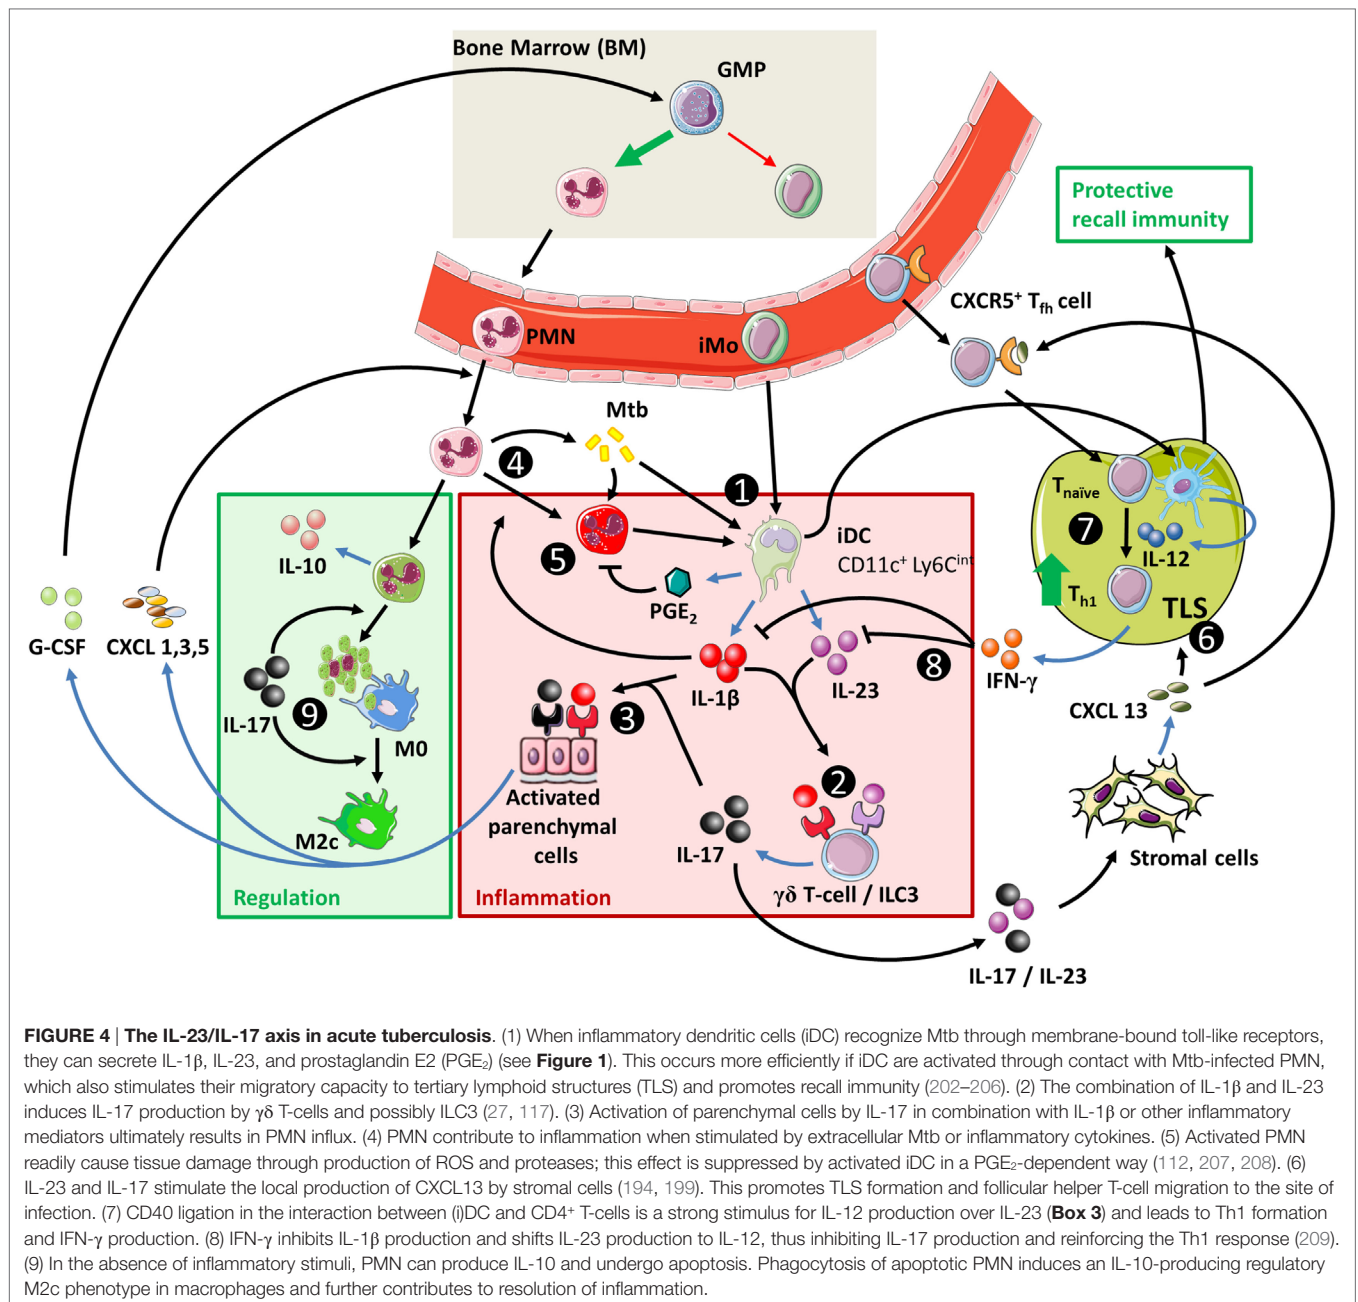 Bone Marrow (BM)
GMP
Protective
recall immunity
CXCR5⁺ Tfh cell
PMN
iMo
Mtb
4
1
Tnaïve
7
IL-12
Th1
TLS
6
iDC
CD11c⁺ Ly6Cint
5
IL-10
PGE₂
G-CSF
CXCL 1,3,5
IL-17
9
M0
M2c
Regulation
IL-1β
IL-23
8
IFN-γ
CXCL 13
3
2
Activated
parenchymal
cells
IL-17
γδ T-cell / ILC3
Inflammation
Stromal cells
IL-17 / IL-23
FIGURE 4 | The IL-23/IL-17 axis in acute tuberculosis. (1) When inflammatory dendritic cells (iDC) recognize Mtb through membrane-bound toll-like receptors,
they can secrete IL-1β, IL-23, and prostaglandin E2 (PGE₂) (see Figure 1). This occurs more efficiently if iDC are activated through contact with Mtb-infected PMN,
which also stimulates their migratory capacity to tertiary lymphoid structures (TLS) and promotes recall immunity (202–206). (2) The combination of IL-1β and IL-23
induces IL-17 production by γδ T-cells and possibly ILC3 (27, 117). (3) Activation of parenchymal cells by IL-17 in combination with IL-1β or other inflammatory
mediators ultimately results in PMN influx. (4) PMN contribute to inflammation when stimulated by extracellular Mtb or inflammatory cytokines. (5) Activated PMN
readily cause tissue damage through production of ROS and proteases; this effect is suppressed by activated iDC in a PGE₂-dependent way (112, 207, 208). (6)
IL-23 and IL-17 stimulate the local production of CXCL13 by stromal cells (194, 199). This promotes TLS formation and follicular helper T-cell migration to the site of
infection. (7) CD40 ligation in the interaction between (i)DC and CD4⁺ T-cells is a strong stimulus for IL-12 production over IL-23 (Box 3) and leads to Th1 formation
and IFN-γ production. (8) IFN-γ inhibits IL-1β production and shifts IL-23 production to IL-12, thus inhibiting IL-17 production and reinforcing the Th1 response (209).
(9) In the absence of inflammatory stimuli, PMN can produce IL-10 and undergo apoptosis. Phagocytosis of apoptotic PMN induces an IL-10-producing regulatory
M2c phenotype in macrophages and further contributes to resolution of inflammation.